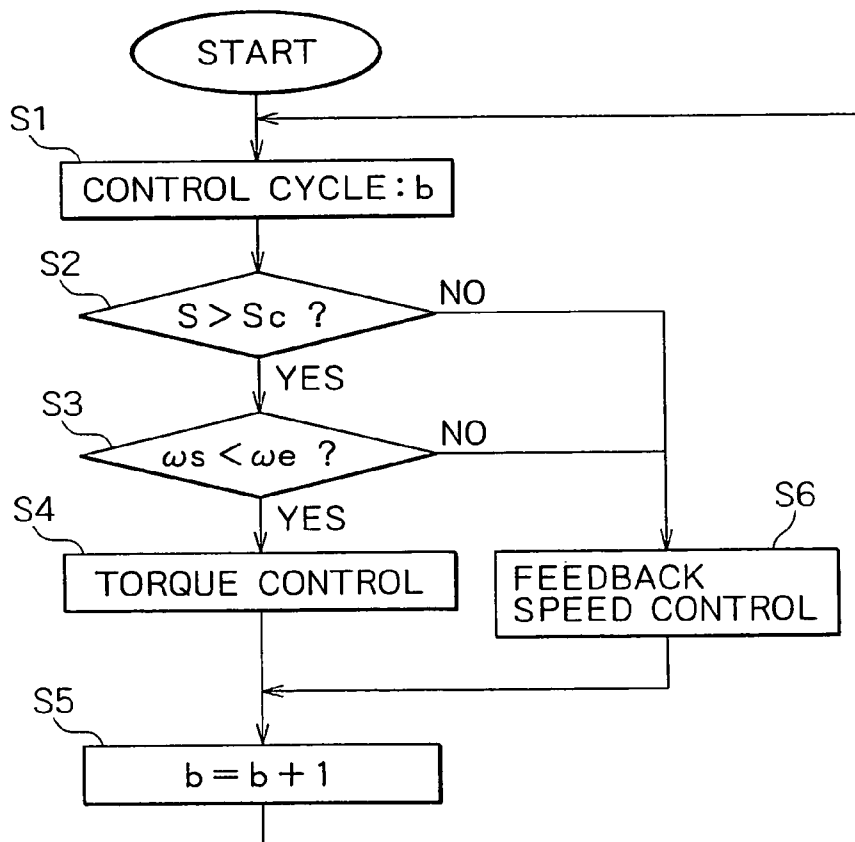 START
S1
CONTROL CYCLE: b
S2
S > Sc ?
NO
YES
S3
ωs < ωe ?
NO
YES
S4
TORQUE CONTROL
S6
FEEDBACK
SPEED CONTROL
S5
b = b + 1